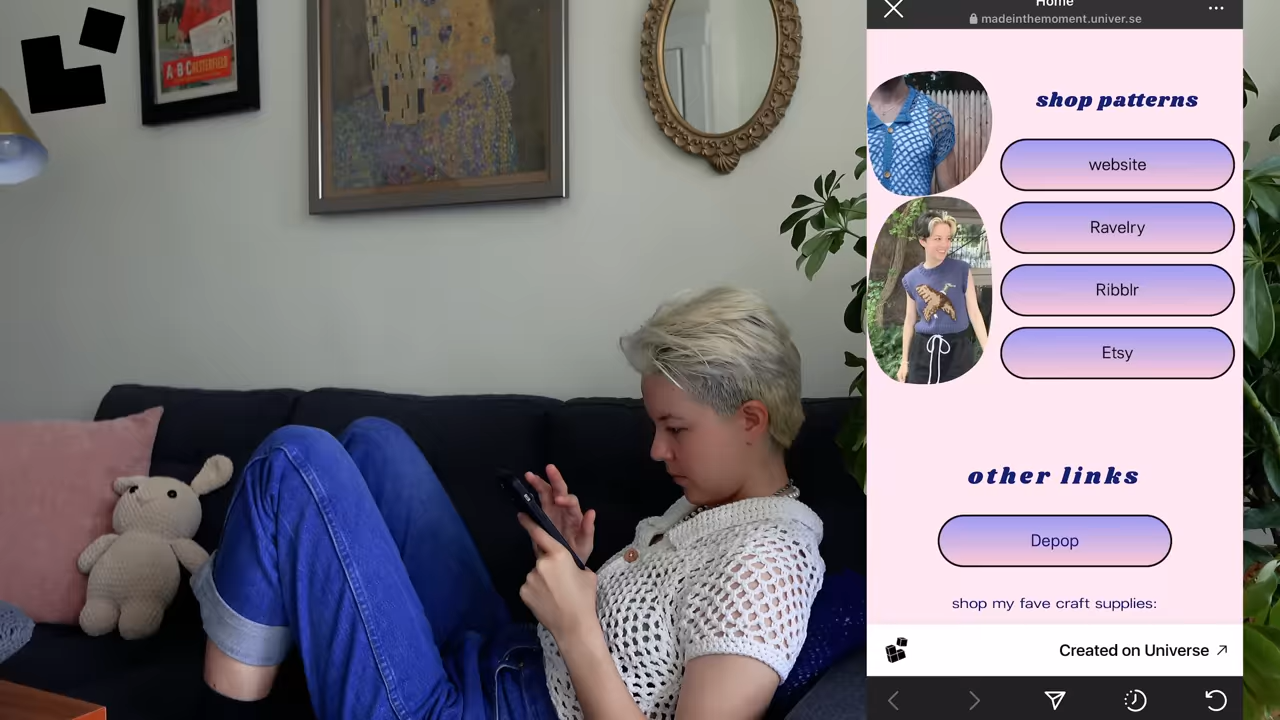 A·B·C CHESTERFIELD
Home
madeinthemoment.univer.se
shop patterns
website
Ravelry
Ribblr
Etsy
other links
Depop
shop my fave craft supplies:
Created on Universe